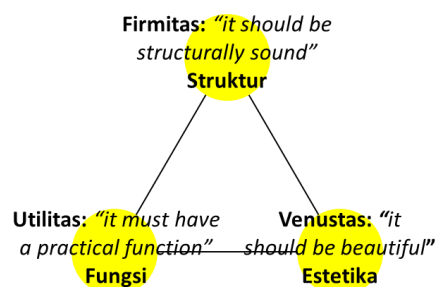 Firmitas: “it should be
structurally sound”
Struktur
Utilitas: “it must have
a practical function”
Fungsi
Venustas: “it
should be beautiful”
Estetika